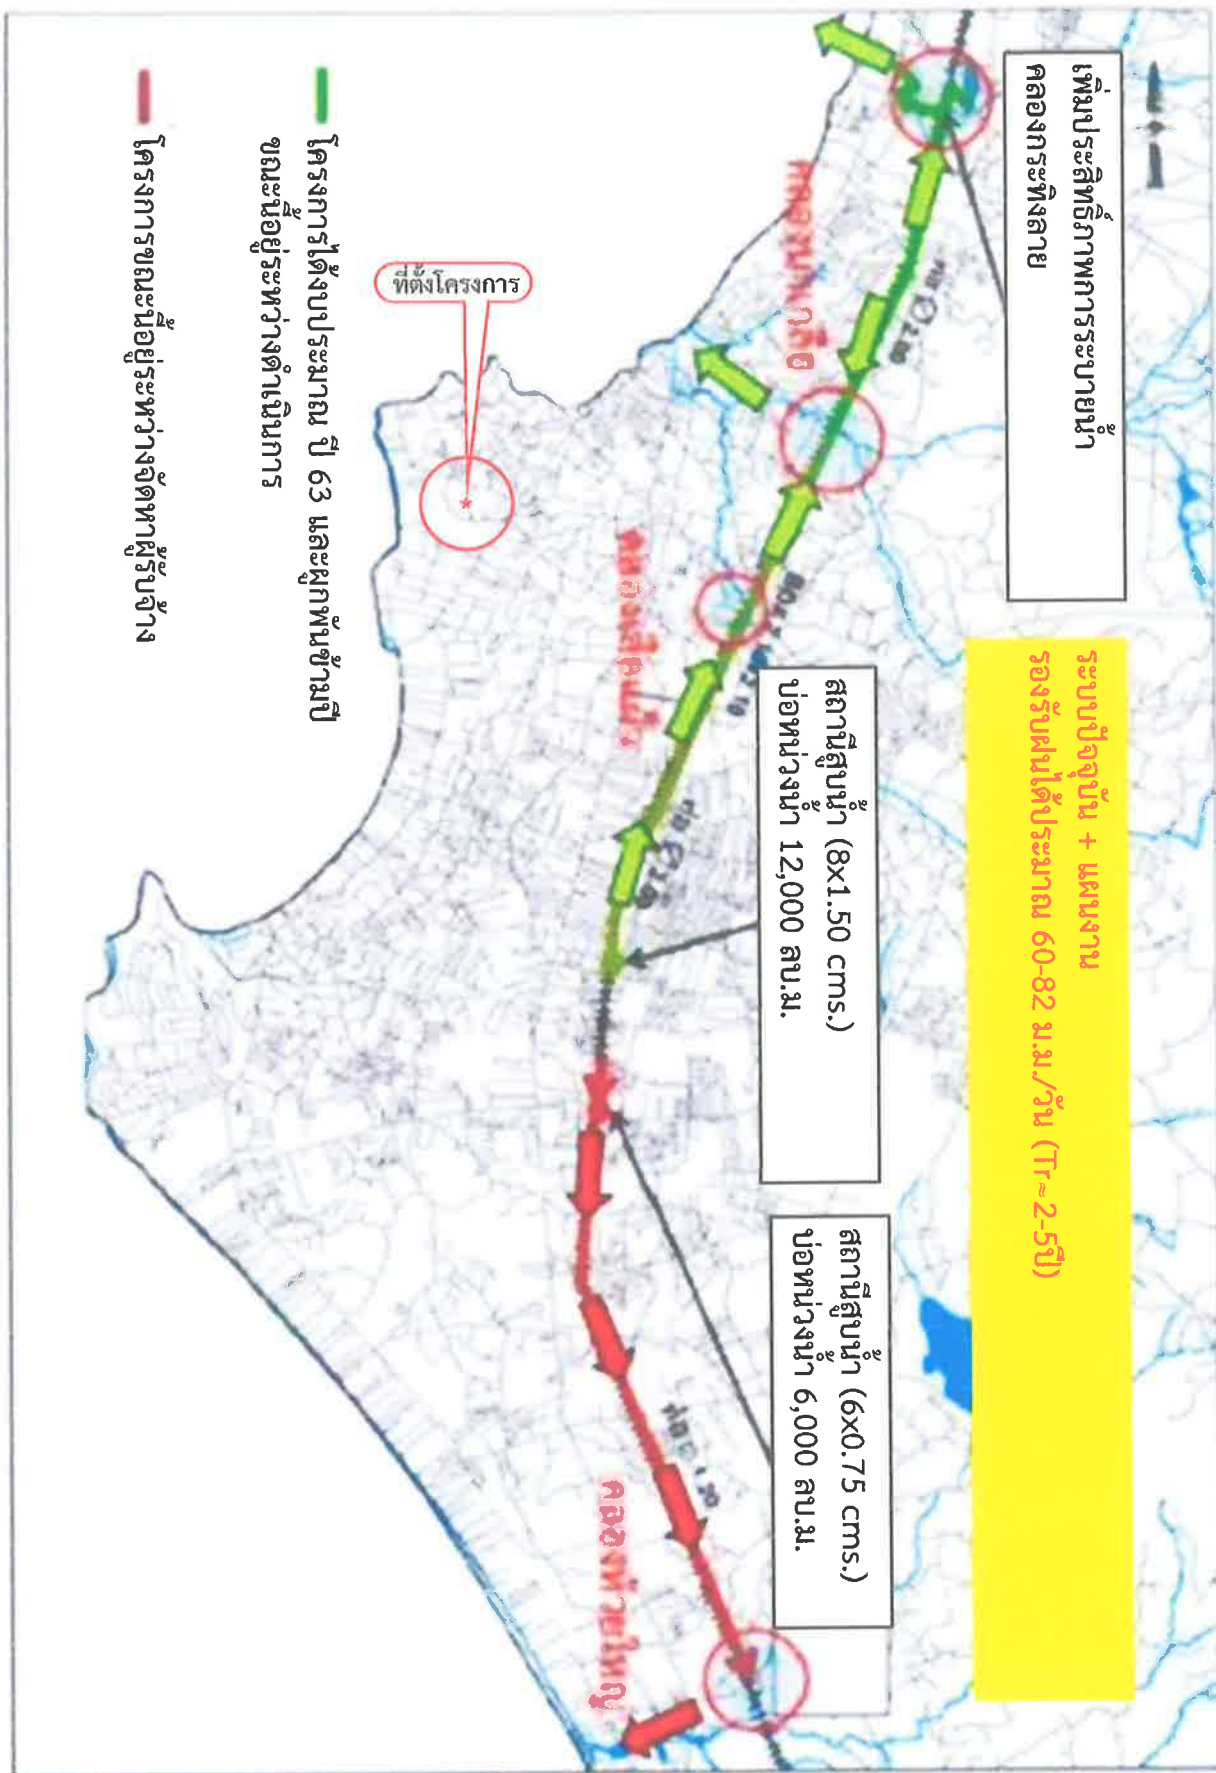 เพิ่มประสิทธิภาพการระบายน้ำ
คลองกระทิงลาย
ระบบปัจจุบัน + แผนงาน
รองรับฝนได้ประมาณ 60-82 ม.ม./วัน (Tr≈2-5ปี)
สถานีสูบน้ำ (8x1.50 cms.)
บ่อหน่วงน้ำ 12,000 ลบ.ม.
สถานีสูบน้ำ (6x0.75 cms.)
บ่อหน่วงน้ำ 6,000 ลบ.ม.
ท่อ
คลองห้วยใหญ่
ที่ตั้งโครงการ
โครงการได้งบประมาณ ปี 63 และผูกพันข้ามปี
ขณะนี้อยู่ระหว่างดำเนินการ
โครงการขณะนี้อยู่ระหว่างจัดหาผู้รับจ้าง